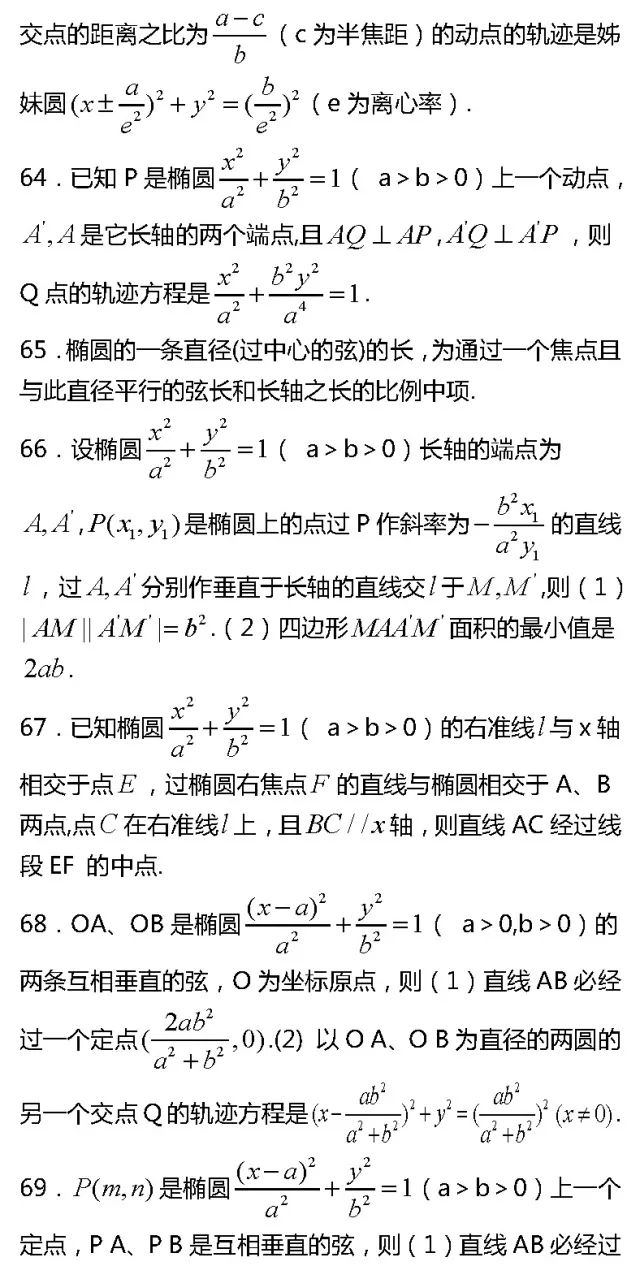 交点的距离之比为\frac{a-c}{b}（c为半焦距）的动点的轨迹是姊
妹圆(x±\frac{a}{e^2})^2+y^2=(\frac{b}{e^2})^2（e为离心率）.
64．已知P是椭圆\frac{x^2}{a^2}+\frac{y^2}{b^2}=1（ a>b>0）上一个动点，
A',A是它长轴的两个端点,且AQ⊥AP,A'Q⊥A'P，则
Q点的轨迹方程是\frac{x^2}{a^2}+\frac{b^2y^2}{a^4}=1.
65．椭圆的一条直径(过中心的弦)的长，为通过一个焦点且
与此直径平行的弦长和长轴之长的比例中项.
66．设椭圆\frac{x^2}{a^2}+\frac{y^2}{b^2}=1（ a>b>0）长轴的端点为
A,A',P(x_1,y_1)是椭圆上的点过P作斜率为-\frac{b^2x_1}{a^2y_1}的直线
l，过A,A'分别作垂直于长轴的直线交l于M,M',则（1）
|AM||A'M'|=b^2.（2）四边形MAA'M'面积的最小值是
2ab.
67．已知椭圆\frac{x^2}{a^2}+\frac{y^2}{b^2}=1（ a>b>0）的右准线l与x轴
相交于点E，过椭圆右焦点F的直线与椭圆相交于A、B
两点,点C在右准线l上，且BC//x轴，则直线AC经过线
段EF 的中点.
68．OA、OB是椭圆\frac{(x-a)^2}{a^2}+\frac{y^2}{b^2}=1（ a>0,b>0）的
两条互相垂直的弦，O为坐标原点，则（1）直线AB必经
过一个定点(\frac{2ab^2}{a^2+b^2},0).(2) 以O A、O B为直径的两圆的
另一个交点Q的轨迹方程是(x-\frac{ab^2}{a^2+b^2})^2+y^2=(\frac{ab^2}{a^2+b^2})^2(x≠0).
69．P(m,n)是椭圆\frac{(x-a)^2}{a^2}+\frac{y^2}{b^2}=1（a>b>0）上一个
定点，P A、P B是互相垂直的弦，则（1）直线AB必经过